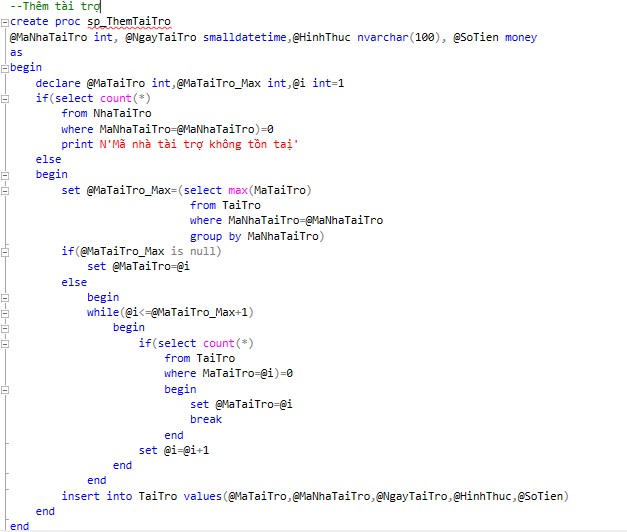 --Thêm tài trợ
create proc sp_ThemTaiTro
@MaNhaTaiTro int, @NgayTaiTro smalldatetime,@HinhThuc nvarchar(100), @SoTien money
as
begin
declare @MaTaiTro int,@MaTaiTro_Max int,@i int=1
if(select count(*)
from NhaTaiTro
where MaNhaTaiTro=@MaNhaTaiTro)=0
print N'Mã nhà tài trợ không tồn tại'
else
begin
set @MaTaiTro_Max=(select max(MaTaiTro)
from TaiTro
where MaNhaTaiTro=@MaNhaTaiTro
group by MaNhaTaiTro)
if(@MaTaiTro_Max is null)
set @MaTaiTro=@i
else
begin
while(@i<=@MaTaiTro_Max+1)
begin
if(select count(*)
from TaiTro
where MaTaiTro=@i)=0
begin
set @MaTaiTro=@i
break
end
set @i=@i+1
end
end
insert into TaiTro values(@MaTaiTro,@MaNhaTaiTro,@NgayTaiTro,@HinhThuc,@SoTien)
end
end